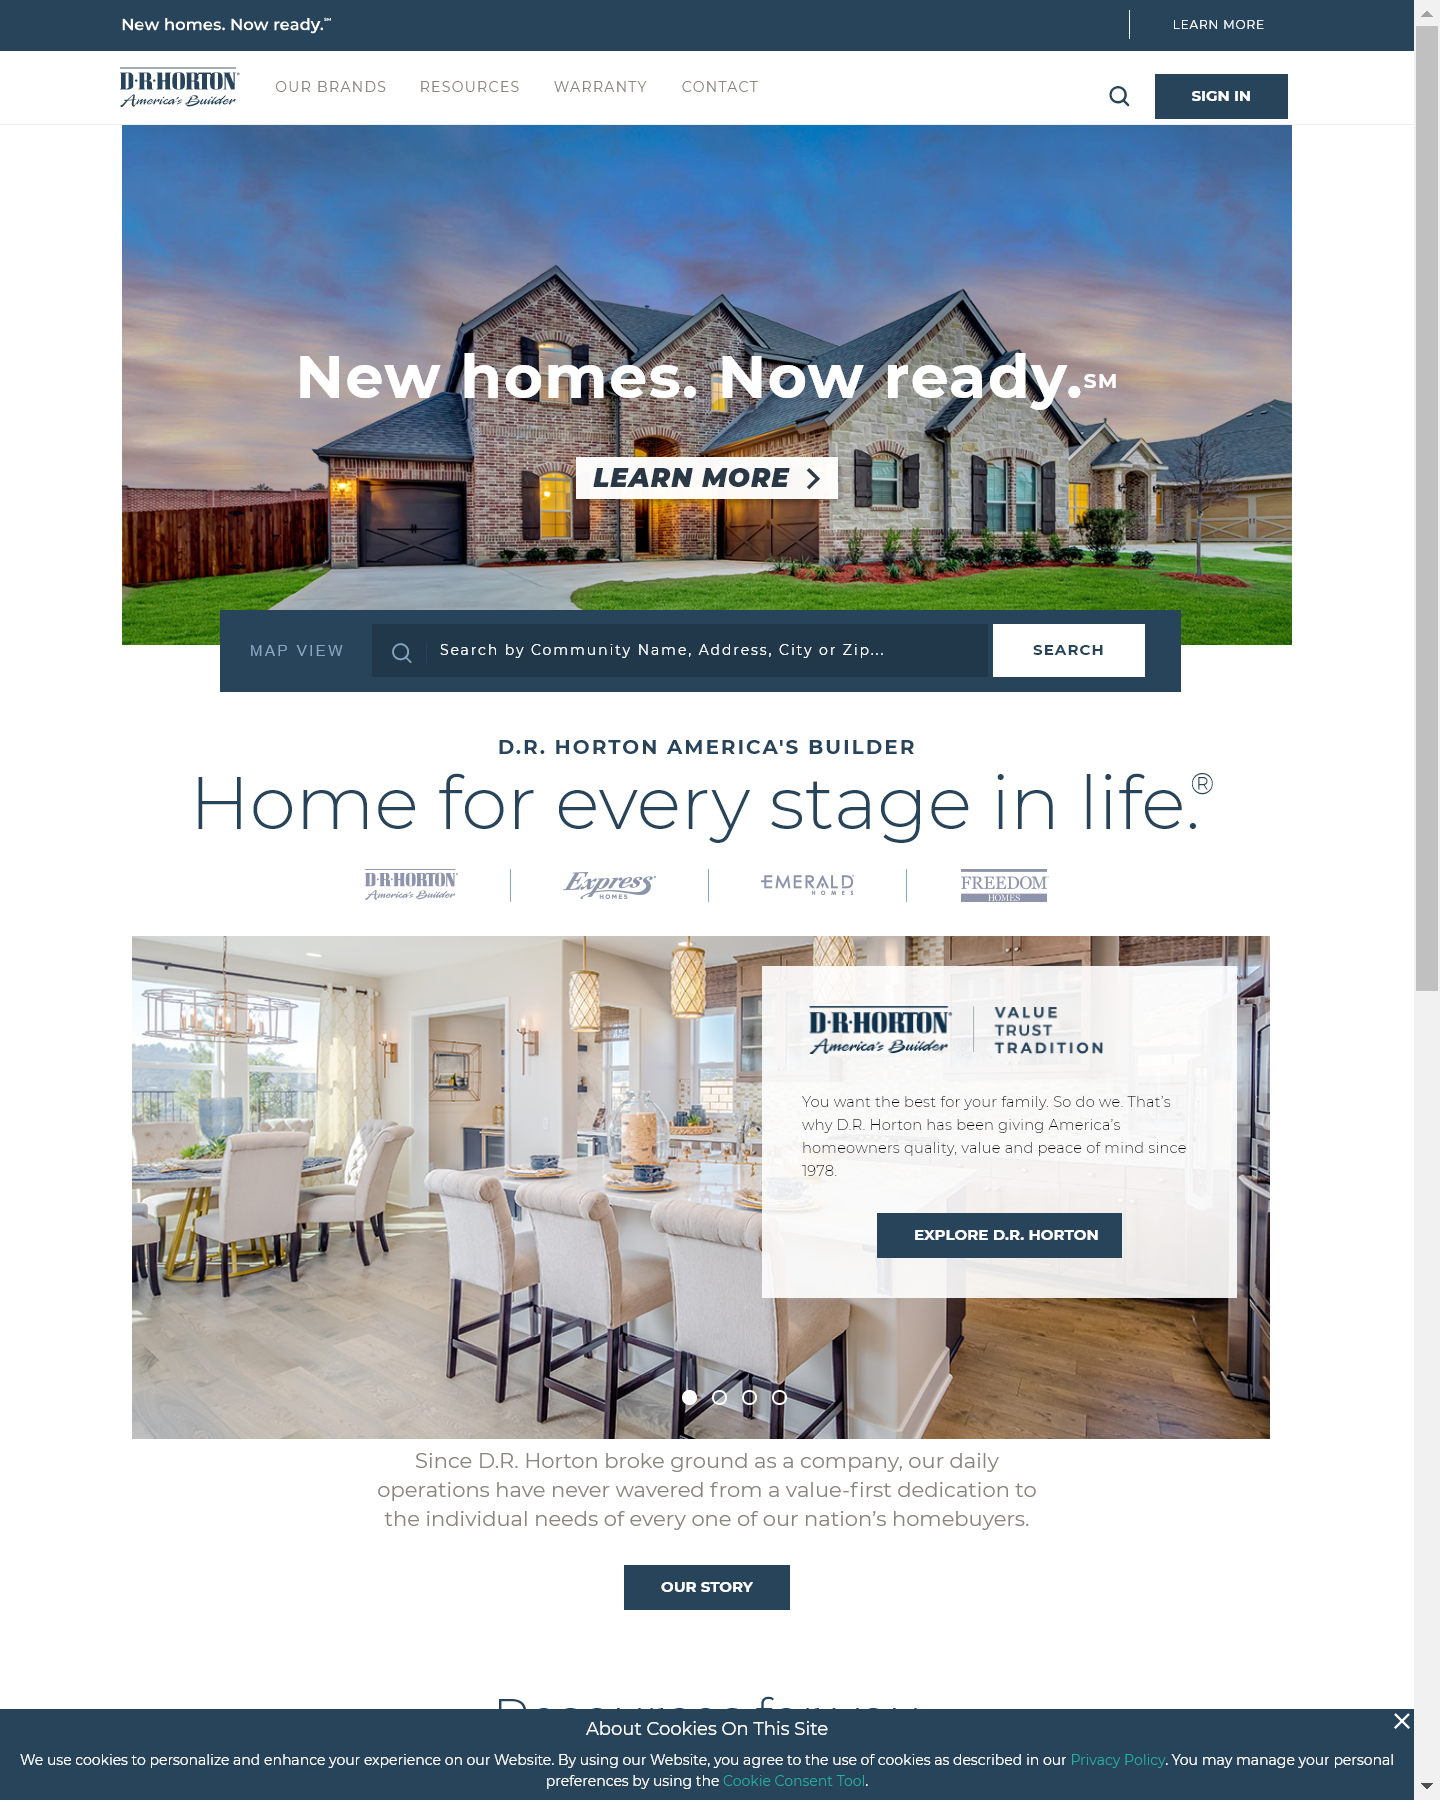 New homes. Now ready.℠
LEARN MORE
D·R·HORTON
America's Builder
OUR BRANDS
RESOURCES
WARRANTY
CONTACT
SIGN IN
New homes. Now ready.SM
LEARN MORE
MAP VIEW
Search by Community Name, Address, City or Zip...
SEARCH
D.R. HORTON AMERICA'S BUILDER
Home for every stage in life.®
D·R·HORTON
America's Builder
Express
HOMES
EMERALD
HOMES
FREEDOM
HOMES
D·R·HORTON
America's Builder
VALUE
TRUST
TRADITION
You want the best for your family. So do we. That’s
why D.R. Horton has been giving America’s
homeowners quality, value and peace of mind since
1978.
EXPLORE D.R. HORTON
Since D.R. Horton broke ground as a company, our daily
operations have never wavered from a value-first dedication to
the individual needs of every one of our nation’s homebuyers.
OUR STORY
Resources for you
About Cookies On This Site
We use cookies to personalize and enhance your experience on our Website. By using our Website, you agree to the use of cookies as described in our Privacy Policy. You may manage your personal
preferences by using the Cookie Consent Tool.